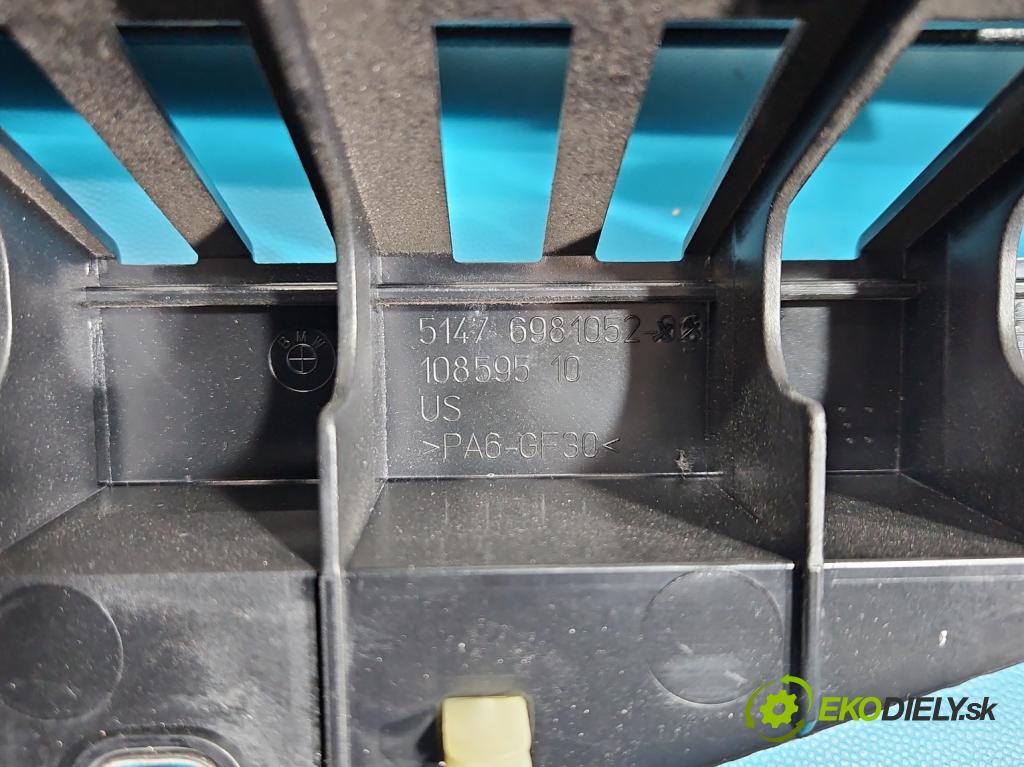 BMW
5147 6981052-
108595 10
US
>PA6-GF30<
EKODIELY.sk